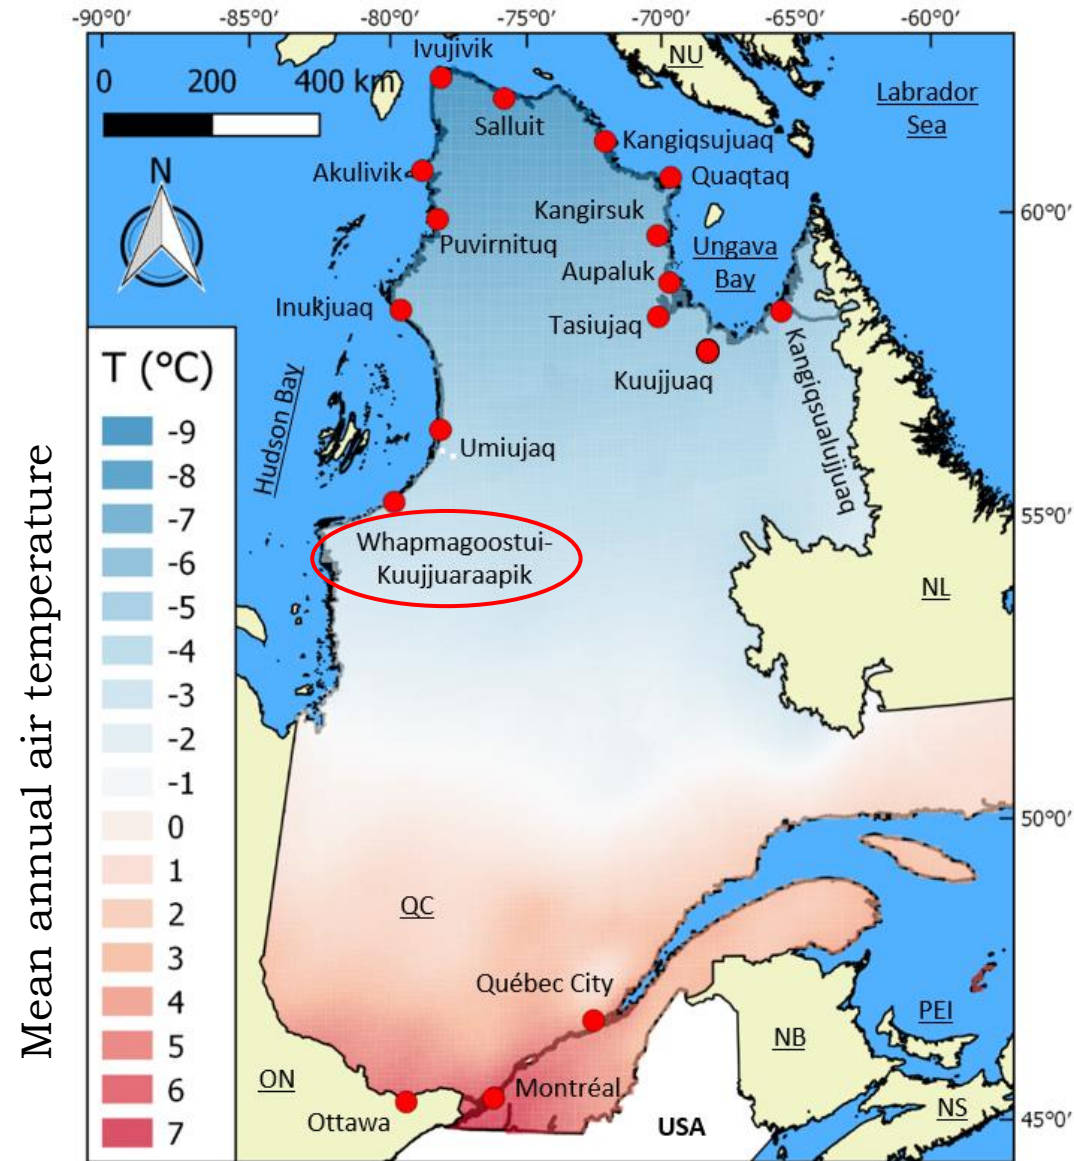 -90°0′
-85°0′
-80°0′
-75°0′
-70°0′
-65°0′
-60°0′
Ivujivik
NU
0 200 400 km
Labrador
Sea
Salluit
Kangiqsujuaq
N
Akulivik
Quaqtaq
Kangirsuk
60°0′
Puvirnituq
Ungava
Bay
Aupaluk
Inukjuaq
Tasiujaq
Kangiqsualujjuaq
T (°C)
Kuujjuaq
Hudson Bay
-9
-8
-7
-6
-5
-4
-3
-2
-1
0
1
2
3
4
5
6
7
Umiujaq
55°0′
Whapmagoostui-
Kuujjuaraapik
NL
Mean annual air temperature
50°0′
QC
Québec City
PEI
NB
ON
Montréal
NS
Ottawa
USA
45°0′